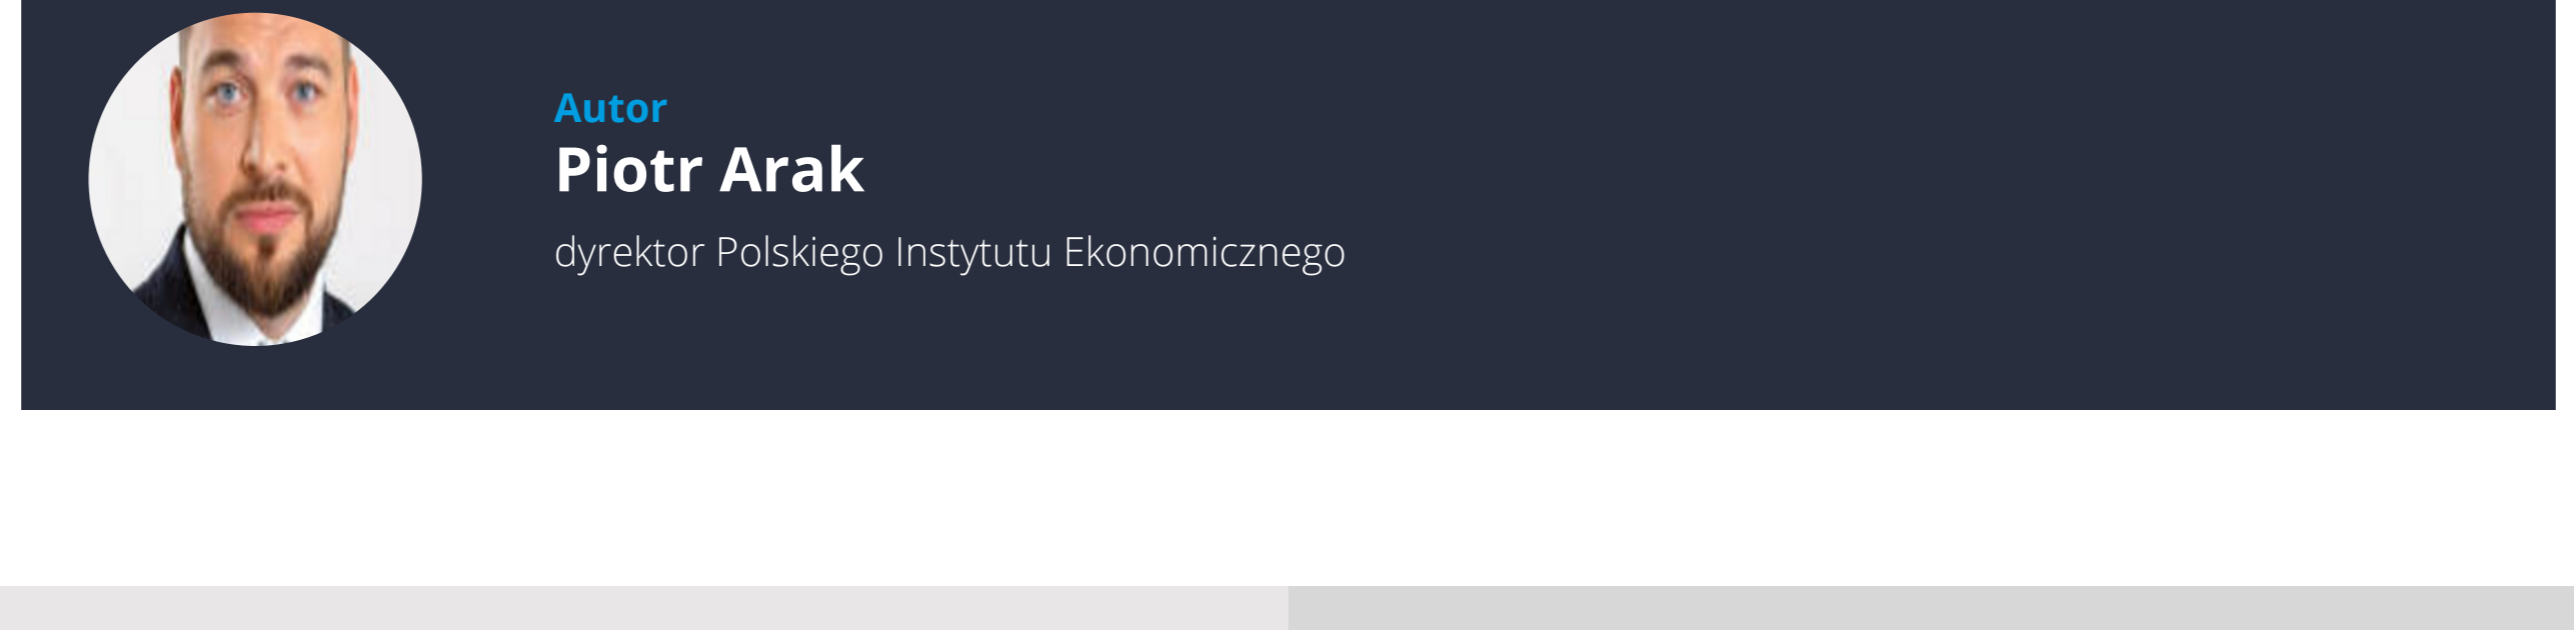 Autor
Piotr Arak
dyrektor Polskiego Instytutu Ekonomicznego